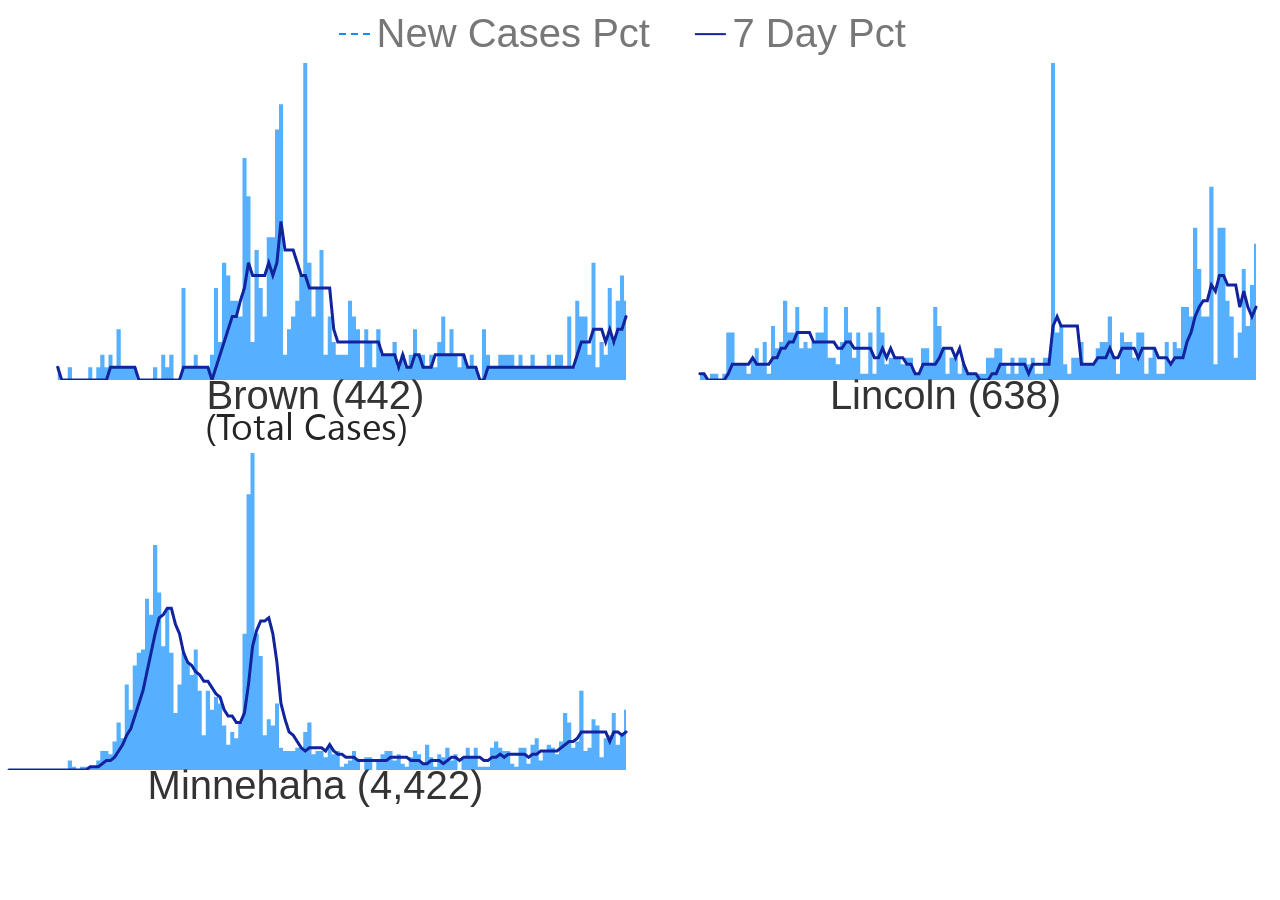 New Cases Pct 7 Day Pct
Brown (442)
(Total Cases)
Lincoln (638)
Minnehaha (4,422)